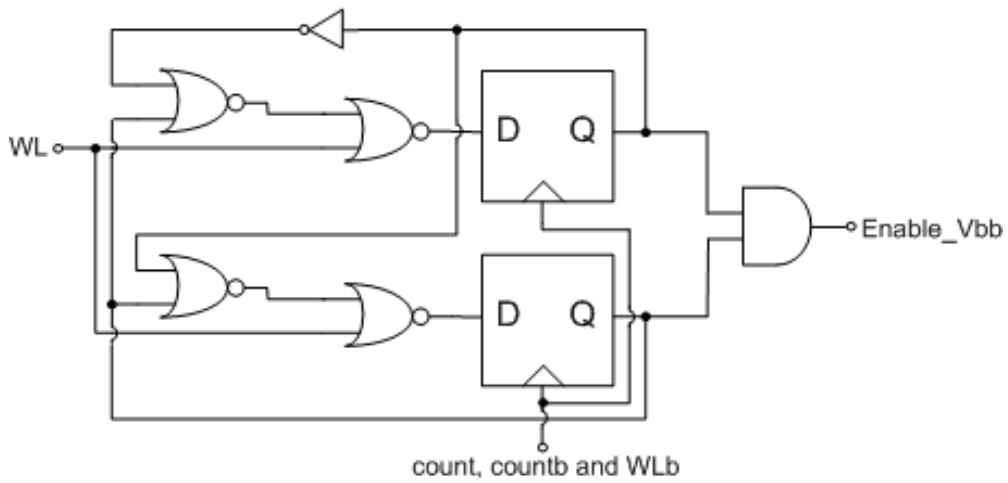 WL
D Q
Enable_Vbb
D Q
count, countb and WLb